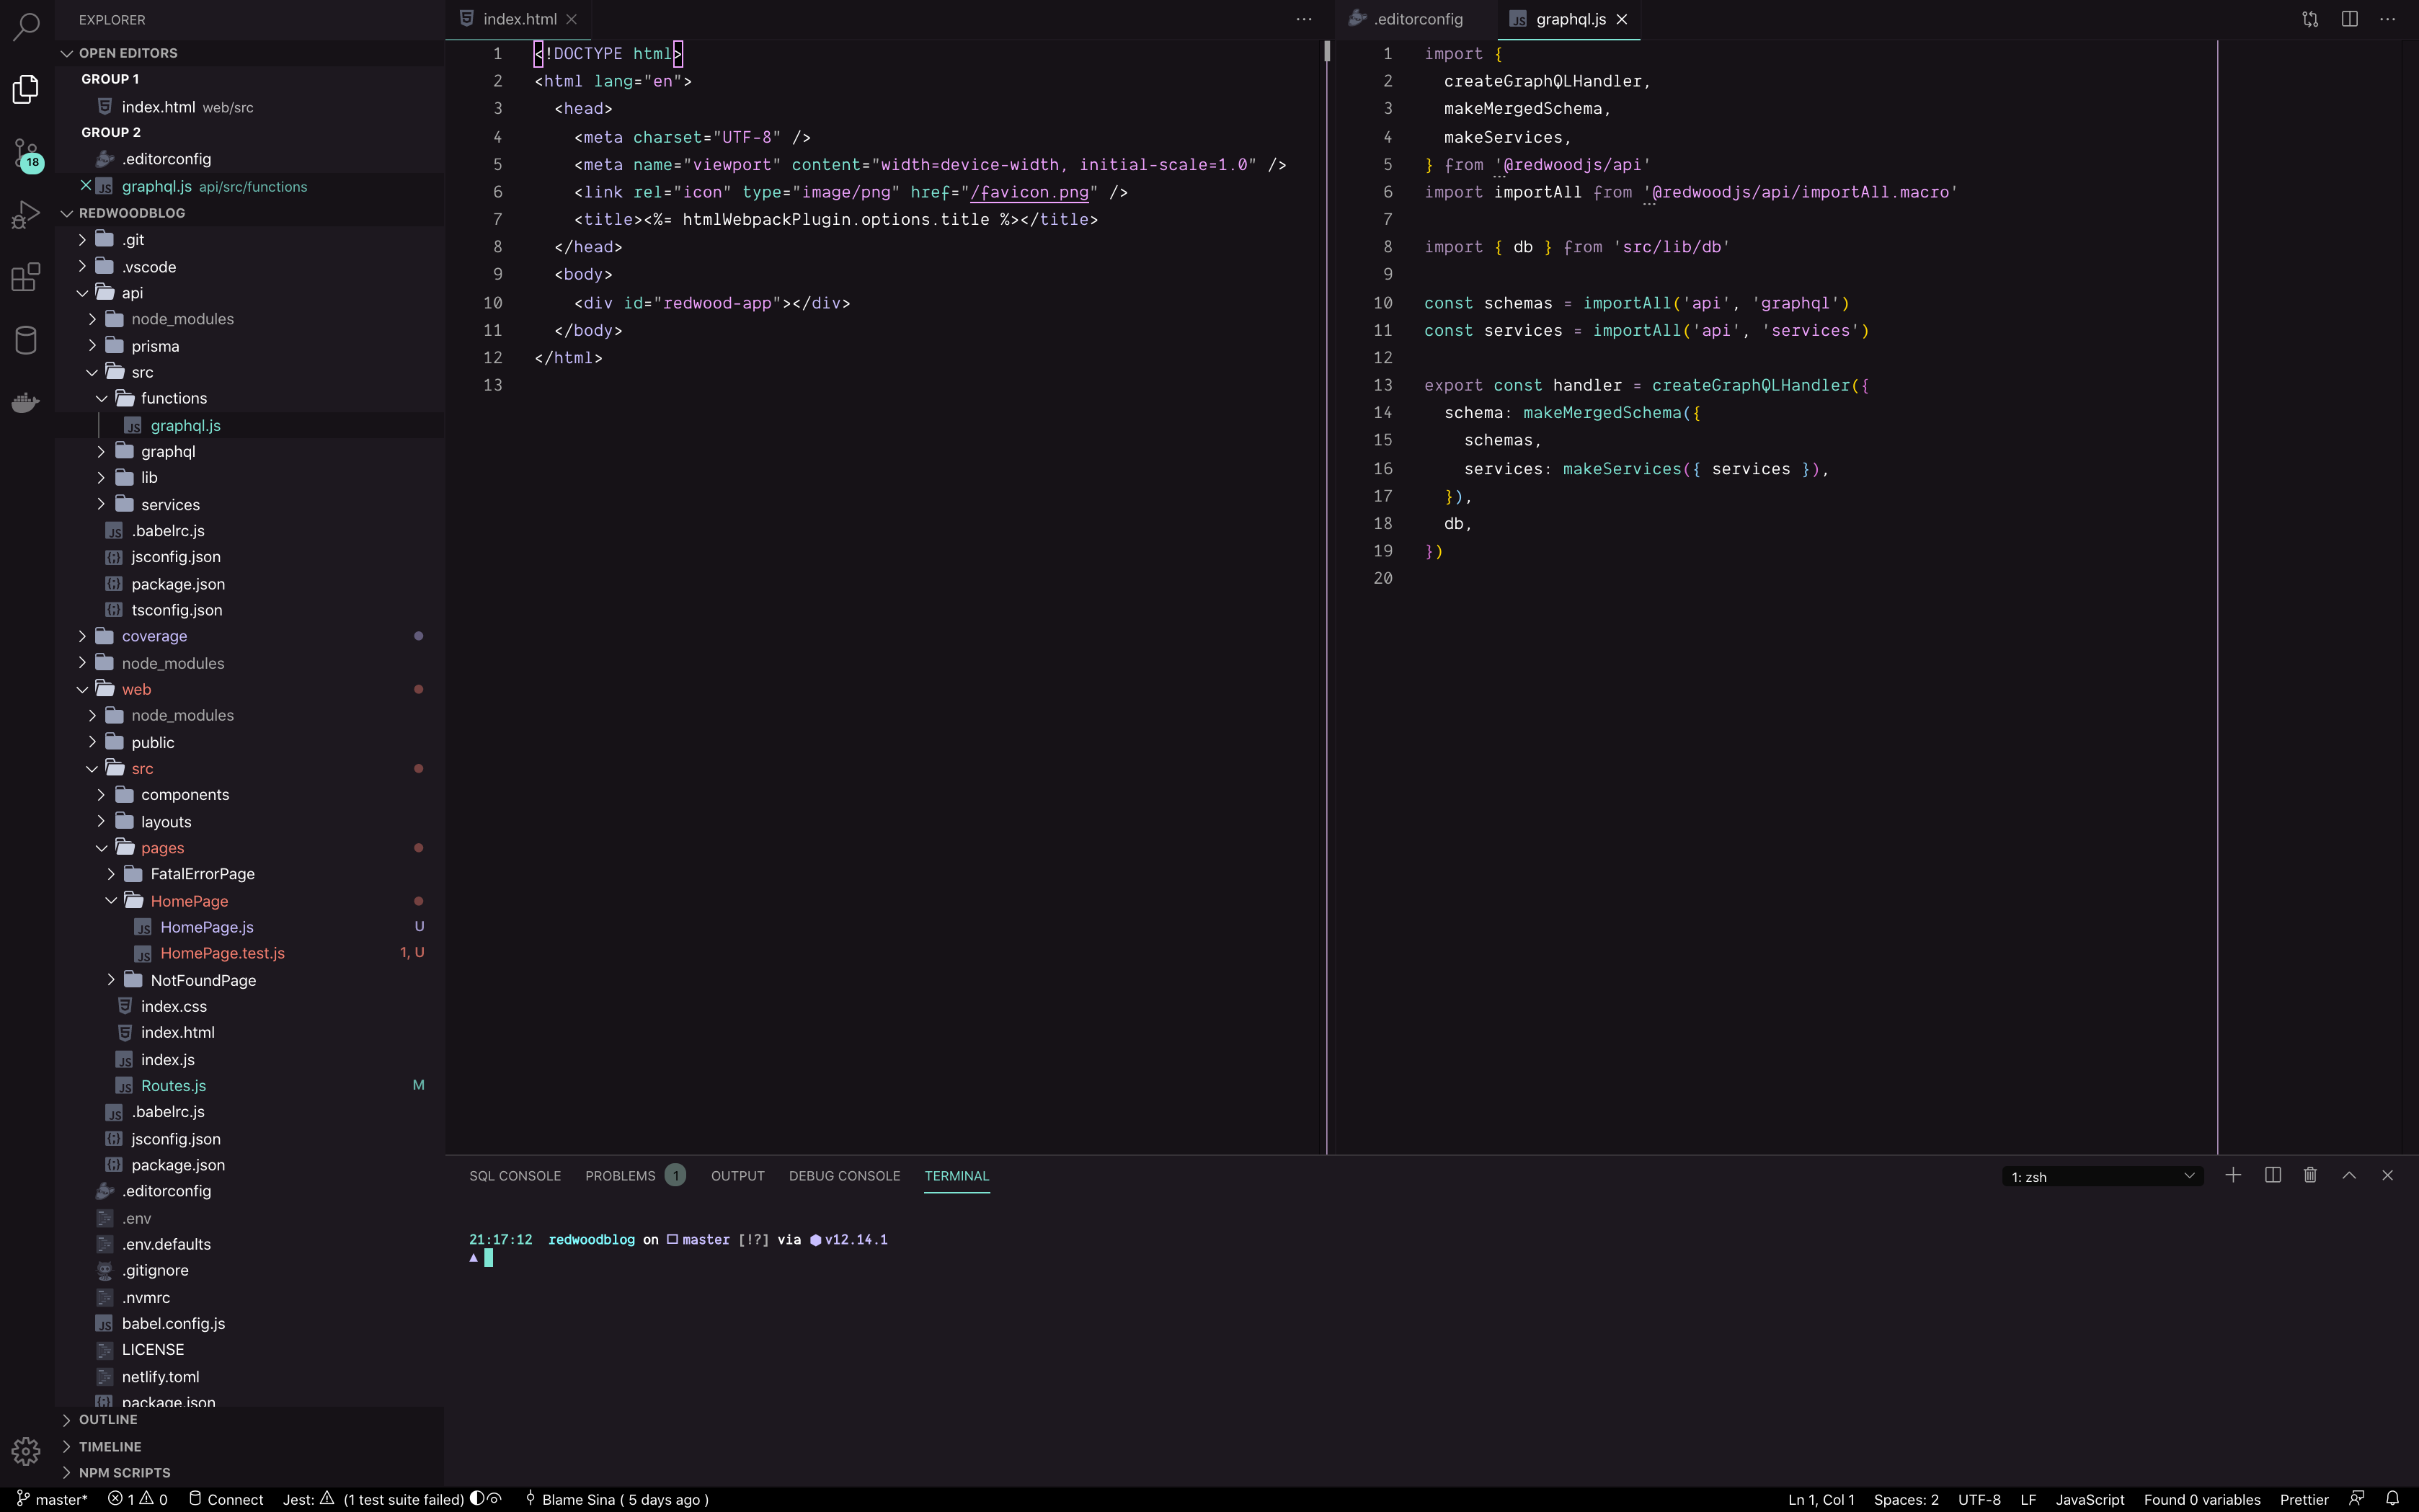 EXPLORER
OPEN EDITORS
GROUP 1
index.html web/src
GROUP 2
.editorconfig
graphql.js api/src/functions
18
REDWOODBLOG
.git
.vscode
api
node_modules
prisma
src
functions
graphql.js
graphql
lib
services
.babelrc.js
jsconfig.json
package.json
tsconfig.json
coverage
node_modules
web
node_modules
public
src
components
layouts
pages
FatalErrorPage
HomePage
HomePage.js U
HomePage.test.js 1, U
NotFoundPage
index.css
index.html
index.js
Routes.js M
.babelrc.js
jsconfig.json
package.json
.editorconfig
.env
.env.defaults
.gitignore
.nvmrc
babel.config.js
LICENSE
netlify.toml
package.json
OUTLINE
TIMELINE
NPM SCRIPTS
index.html
1 <!DOCTYPE html>
2 <html lang="en">
3 <head>
4 <meta charset="UTF-8" />
5 <meta name="viewport" content="width=device-width, initial-scale=1.0" />
6 <link rel="icon" type="image/png" href="/favicon.png" />
7 <title><%= htmlWebpackPlugin.options.title %></title>
8 </head>
9 <body>
10 <div id="redwood-app"></div>
11 </body>
12 </html>
13
.editorconfig graphql.js
1 import {
2 createGraphQLHandler,
3 makeMergedSchema,
4 makeServices,
5 } from '@redwoodjs/api'
6 import importAll from '@redwoodjs/api/importAll.macro'
7
8 import { db } from 'src/lib/db'
9
10 const schemas = importAll('api', 'graphql')
11 const services = importAll('api', 'services')
12
13 export const handler = createGraphQLHandler({
14 schema: makeMergedSchema({
15 schemas,
16 services: makeServices({ services }),
17 }),
18 db,
19 })
20
SQL CONSOLE PROBLEMS 1 OUTPUT DEBUG CONSOLE TERMINAL 1: zsh
21:17:12 redwoodblog on master [!?] via v12.14.1
master* 1 0 Connect Jest: (1 test suite failed) Blame Sina ( 5 days ago ) Ln 1, Col 1 Spaces: 2 UTF-8 LF JavaScript Found 0 variables Prettier